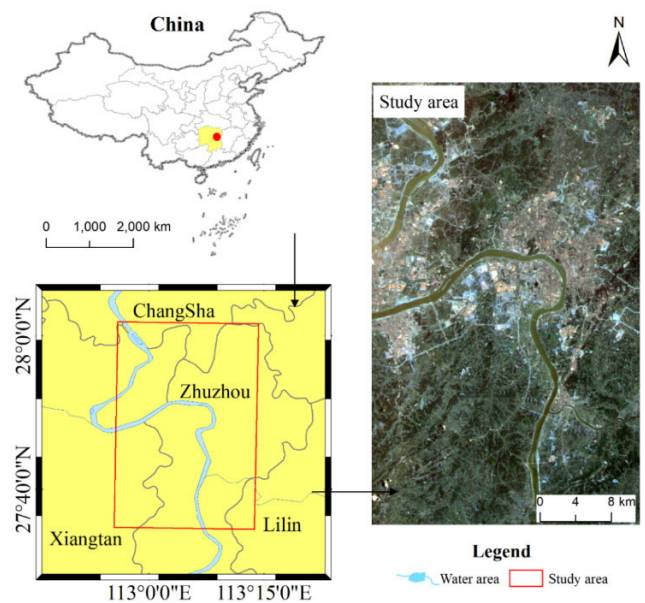 China
N
Study area
0 1,000 2,000 km
ChangSha
Zhuzhou
Xiangtan
Lilin
28°0'0"N
27°40'0"N
113°0'0"E 113°15'0"E
0 4 8 km
Legend
Water area
Study area